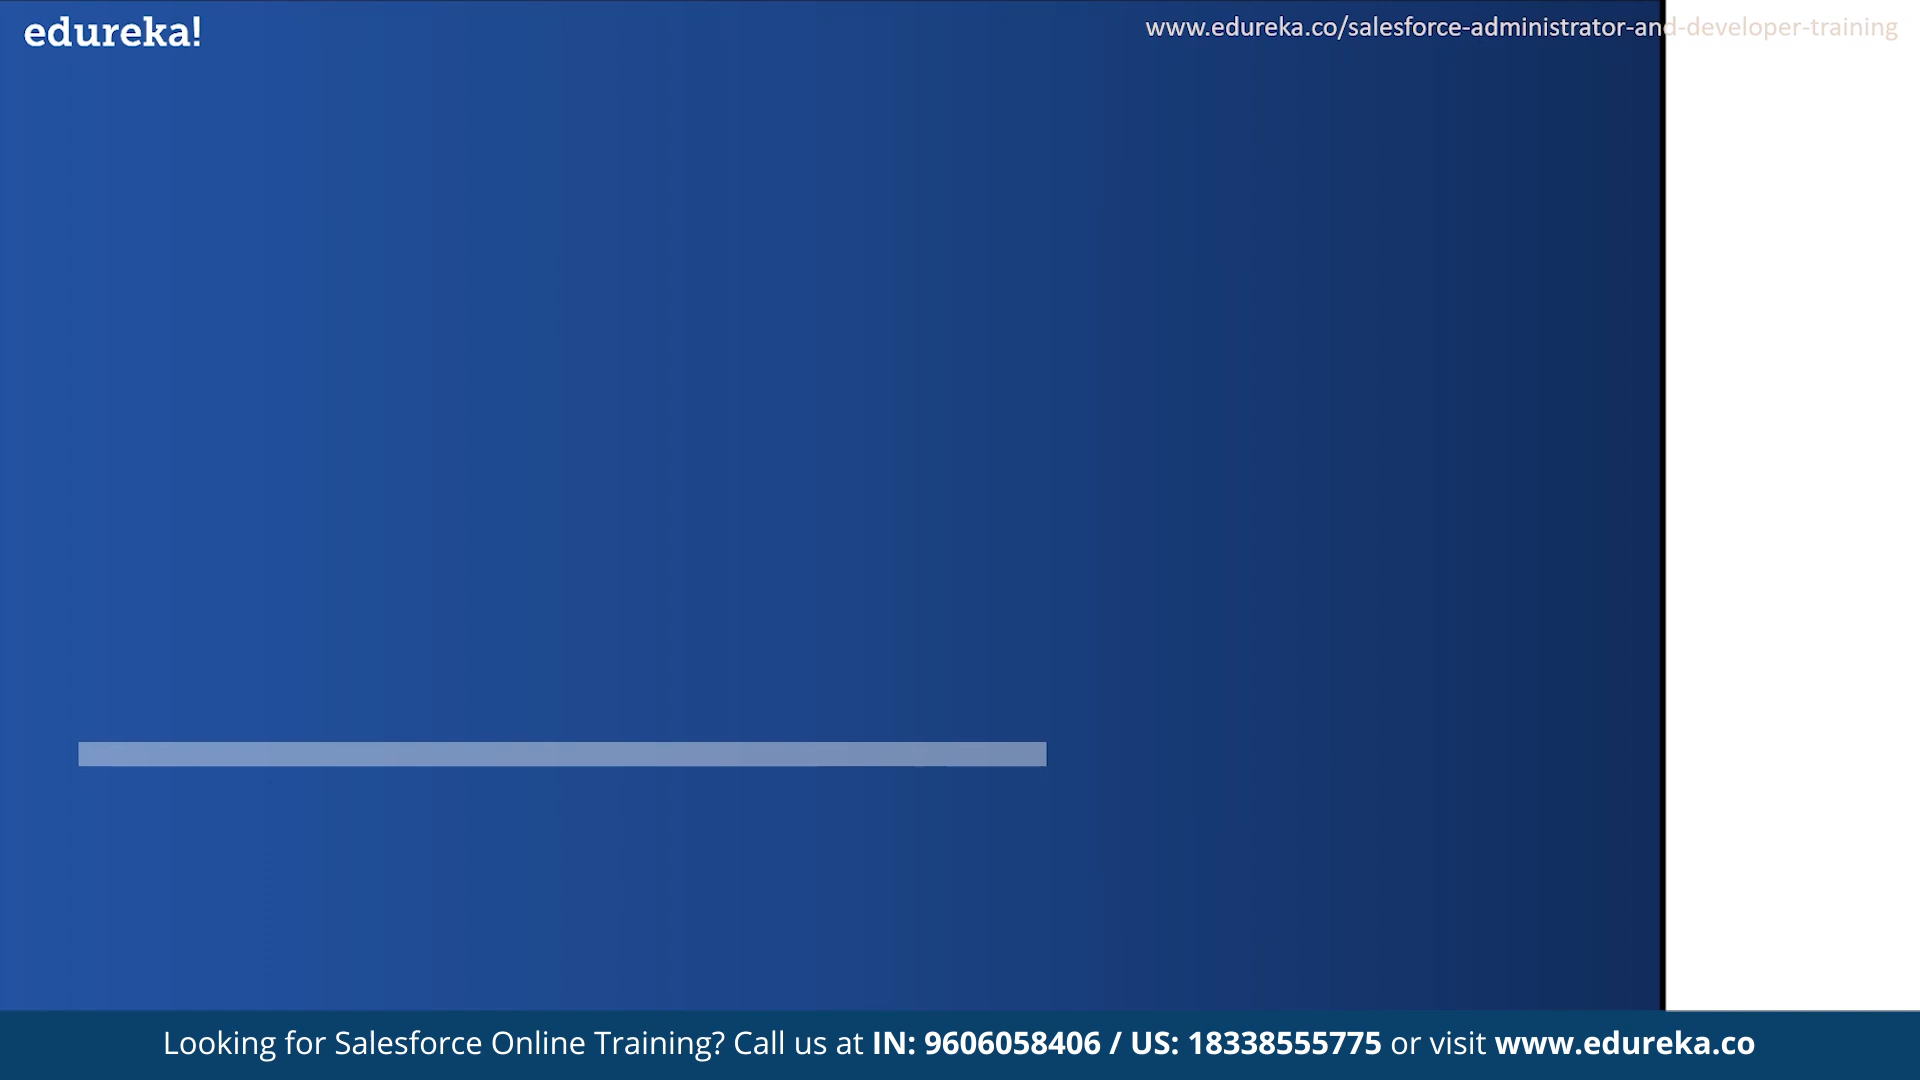 edureka!
www.edureka.co/salesforce-administrator-and-developer-training
Looking for Salesforce Online Training? Call us at IN: 9606058406 / US: 18338555775 or visit www.edureka.co